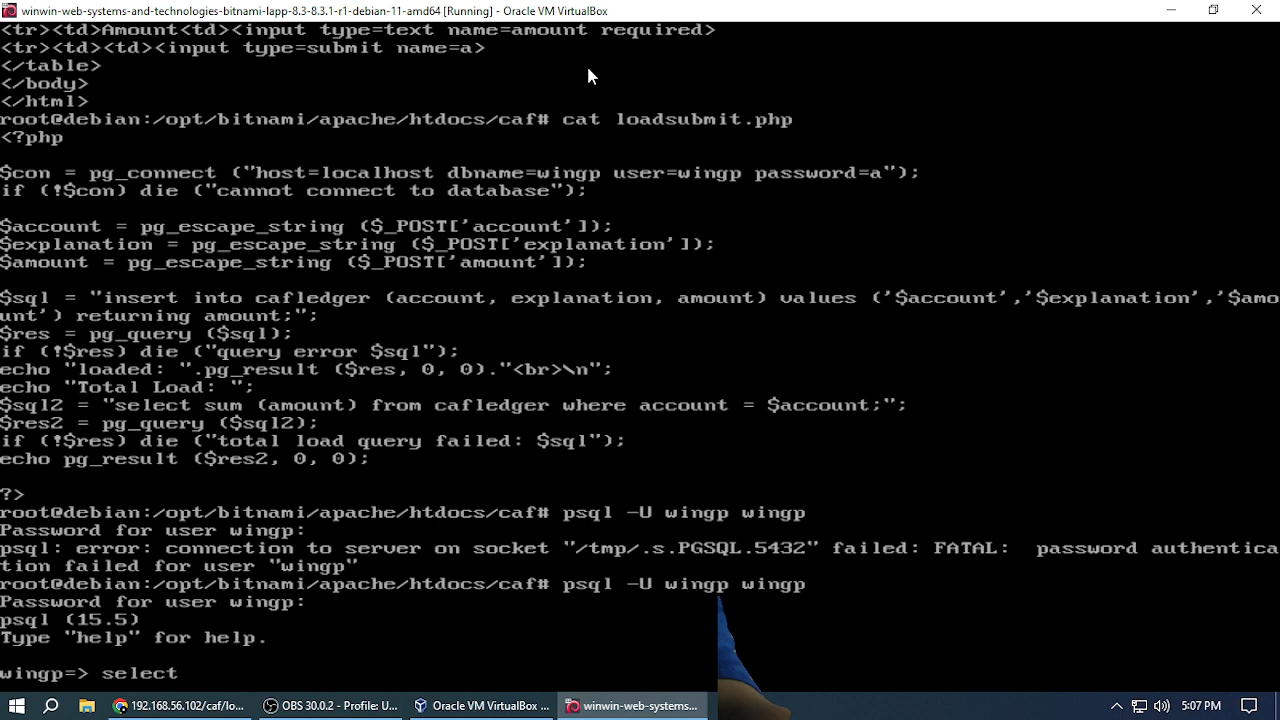 winwin-web-systems-and-technologies-bitnami-lapp-8.3-8.3.1-r1-debian-11-amd64 [Running] - Oracle VM VirtualBox
<tr><td>Amount<td><input type=text name=amount required>
<tr><td><td><input type=submit name=a>
</table>
</body>
</html>
root@debian:/opt/bitnami/apache/htdocs/caf# cat loadsubmit.php
<?php
$con = pg_connect ("host=localhost dbname=wingp user=wingp password=a");
if (!$con) die ("cannot connect to database");
$account = pg_escape_string ($_POST['account']);
$explanation = pg_escape_string ($_POST['explanation']);
$amount = pg_escape_string ($_POST['amount']);
$sql = "insert into cafledger (account, explanation, amount) values ('$account','$explanation','$amo
unt') returning amount;";
$res = pg_query ($sql);
if (!$res) die ("query error $sql");
echo "loaded: ".pg_result ($res, 0, 0)."<br>\n";
echo "Total Load: ";
$sql2 = "select sum (amount) from cafledger where account = $account;";
$res2 = pg_query ($sql2);
if (!$res) die ("total load query failed: $sql");
echo pg_result ($res2, 0, 0);
?>
root@debian:/opt/bitnami/apache/htdocs/caf# psql -U wingp wingp
Password for user wingp:
psql: error: connection to server on socket "/tmp/.s.PGSQL.5432" failed: FATAL:  password authentica
tion failed for user "wingp"
root@debian:/opt/bitnami/apache/htdocs/caf# psql -U wingp wingp
Password for user wingp:
psql (15.5)
Type "help" for help.
wingp=> select
192.168.56.102/caf/lo... OBS 30.0.2 - Profile: U... Oracle VM VirtualBox ... winwin-web-systems... 5:07 PM